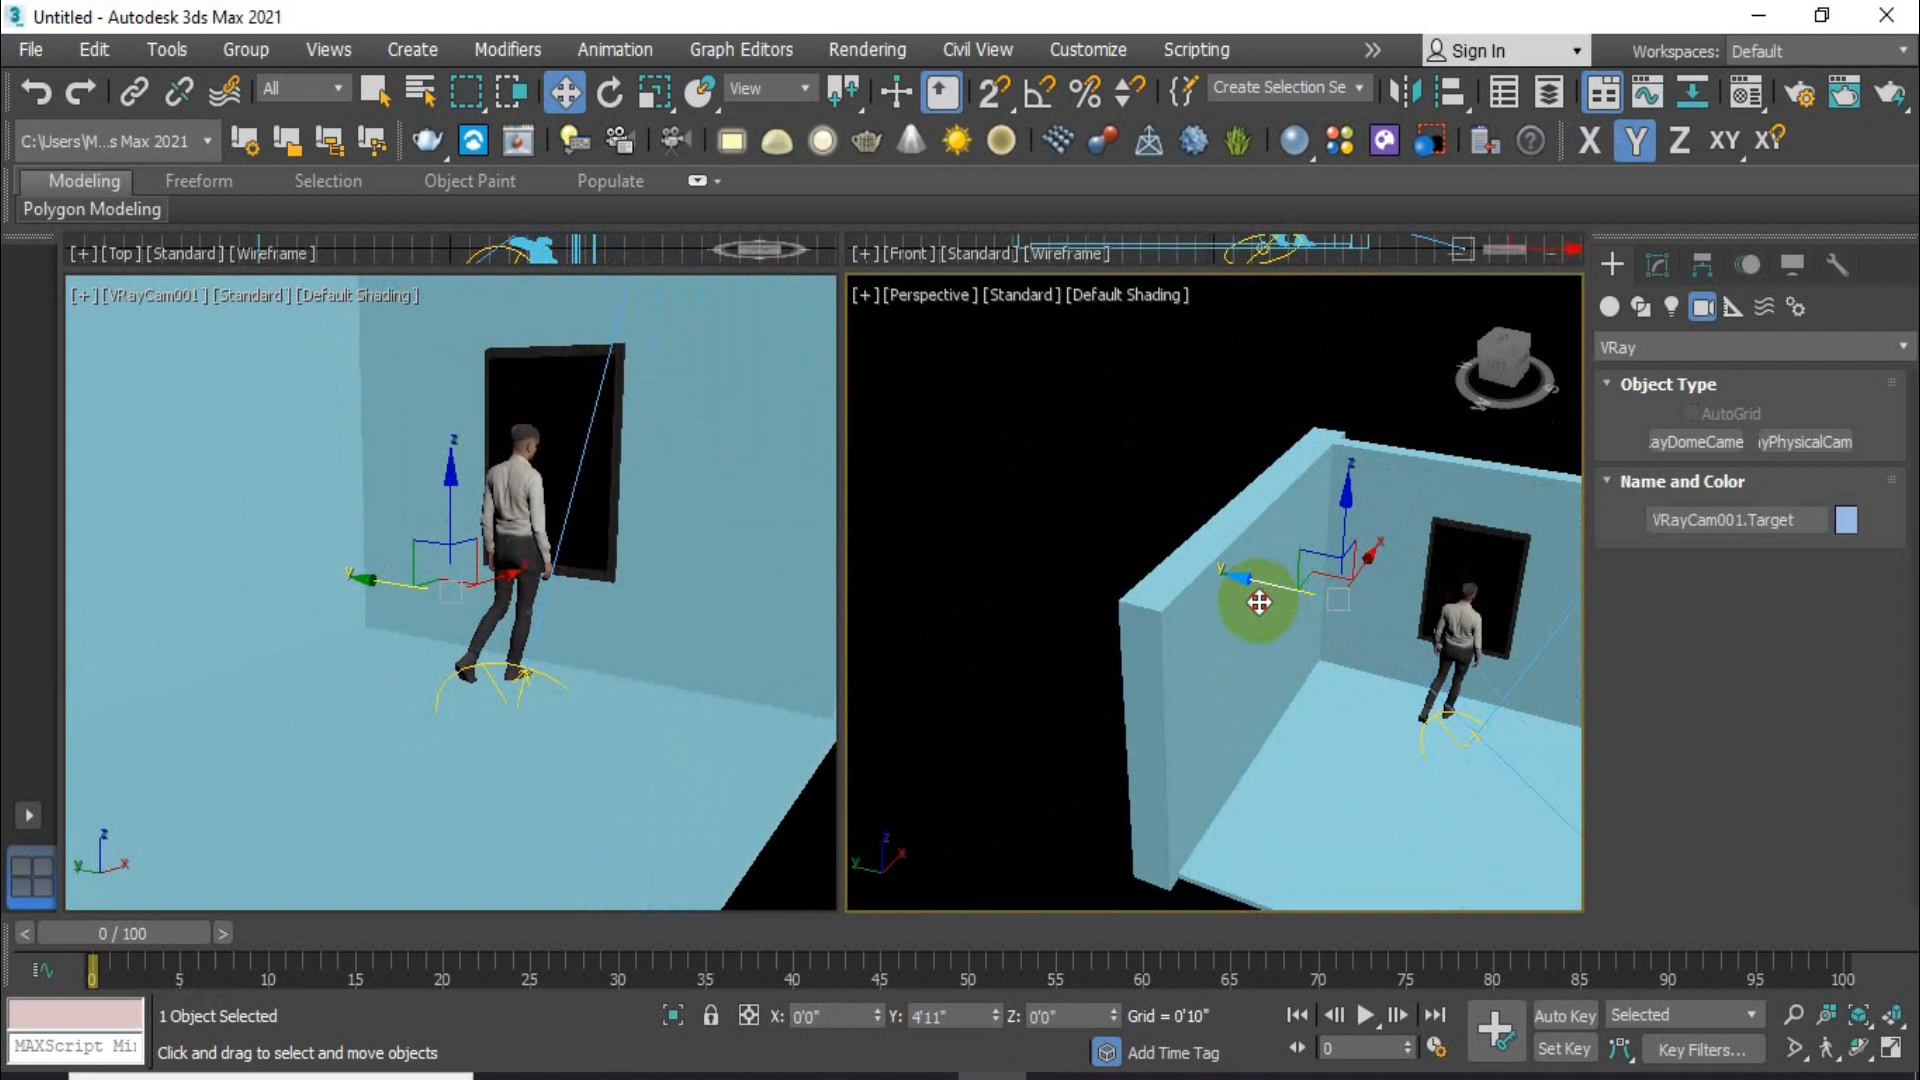 Untitled - Autodesk 3ds Max 2021
File Edit Tools Group Views Create Modifiers Animation Graph Editors Rendering Civil View Customize Scripting Sign In Workspaces: Default
All View Create Selection Se
C:\Users\M...s Max 2021 X Y Z XY XY
Modeling Freeform Selection Object Paint Populate
Polygon Modeling
[+] [Top] [Standard] [Wireframe]
[+] [Front] [Standard] [Wireframe]
[+] [VRayCam001] [Standard] [Default Shading]
[+] [Perspective] [Standard] [Default Shading]
VRay
Object Type
AutoGrid
ayDomeCame yPhysicalCam
Name and Color
VRayCam001.Target
z
y
x
z
y
x
z
y x
z
y x
< 0 / 100 >
0 5 10 15 20 25 30 35 40 45 50 55 60 65 70 75 80 85 90 95 100
1 Object Selected X: 0'0" Y: 4'11" Z: 0'0" Grid = 0'10" Auto Key Selected
MAXScript Mi Click and drag to select and move objects Add Time Tag 0 Set Key Key Filters...